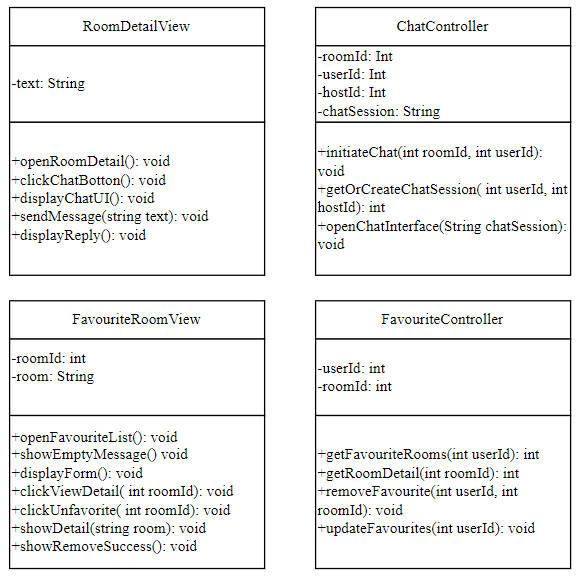 RoomDetailView
-text: String
+openRoomDetail(): void
+clickChatBotton(): void
+displayChatUI(): void
+sendMessage(string text): void
+displayReply(): void
ChatController
-roomId: Int
-userId: Int
-hostId: Int
-chatSession: String
+initiateChat(int roomId, int userId):
void
+getOrCreateChatSession( int userId, int
hostId): int
+openChatInterface(String chatSession):
void
FavouriteRoomView
-roomId: int
-room: String
+openFavouriteList(): void
+showEmptyMessage() void
+displayForm(): void
+clickViewDetail( int roomId): void
+clickUnfavorite( int roomId): void
+showDetail(string room): void
+showRemoveSuccess(): void
FavouriteController
-userId: int
-roomId: int
+getFavouriteRooms(int userId): int
+getRoomDetail(int roomId): int
+removeFavourite(int userId, int
roomId): void
+updateFavourites(int userId): void